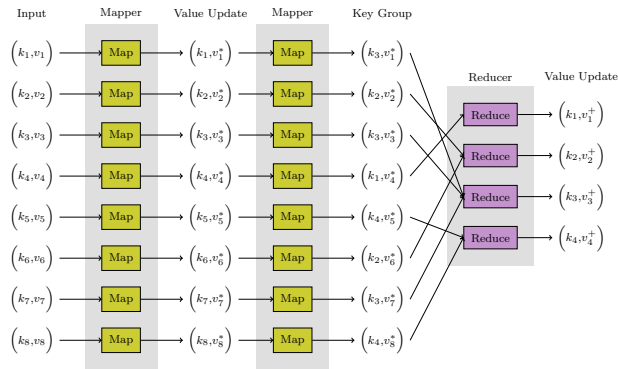 Input Mapper Value Update Mapper Key Group
(k₁,v₁) Map (k₁,v₁*) Map (k₃,v₁*)
Reducer Value Update
(k₂,v₂) Map (k₂,v₂*) Map (k₂,v₂*)
Reduce (k₁,v₁⁺)
(k₃,v₃) Map (k₃,v₃*) Map (k₃,v₃*)
Reduce (k₂,v₂⁺)
(k₄,v₄) Map (k₄,v₄*) Map (k₁,v₄*)
Reduce (k₃,v₃⁺)
(k₅,v₅) Map (k₅,v₅*) Map (k₄,v₅*)
Reduce (k₄,v₄⁺)
(k₆,v₆) Map (k₆,v₆*) Map (k₂,v₆*)
(k₇,v₇) Map (k₇,v₇*) Map (k₃,v₇*)
(k₈,v₈) Map (k₈,v₈*) Map (k₄,v₈*)